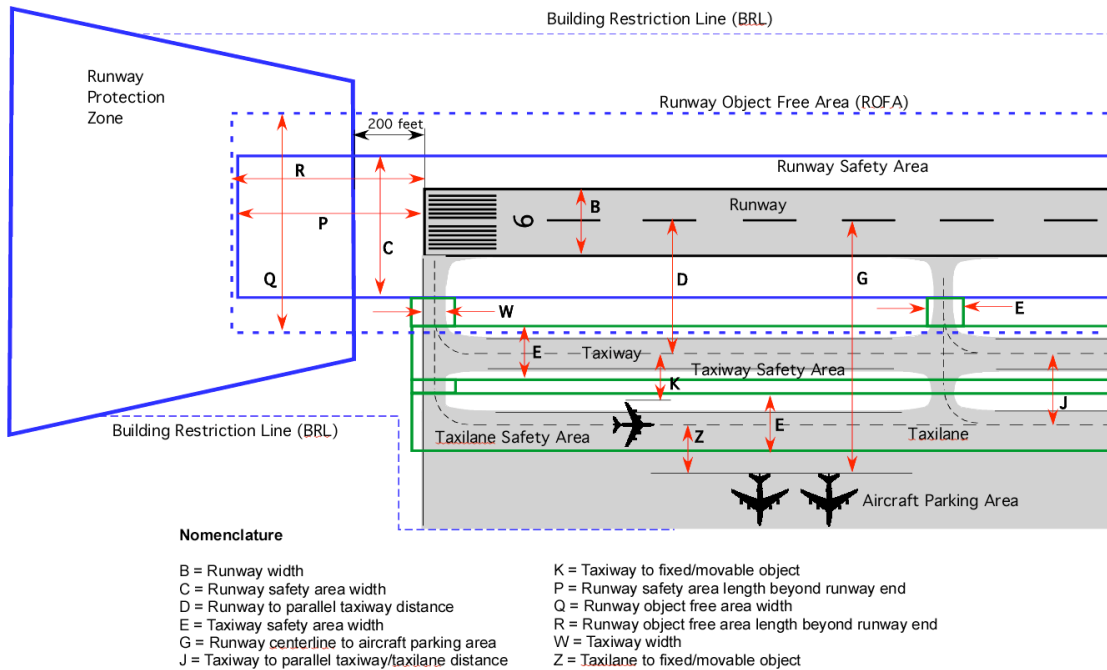 Building Restriction Line (BRL)
Runway
Protection
Zone
Runway Object Free Area (ROFA)
200 feet
Runway Safety Area
R
B
Runway
P
6
C
D
G
Q
W
E
E
Taxiway
Taxiway Safety Area
K
J
Building Restriction Line (BRL)
Taxilane Safety Area
Z
E
Taxilane
Aircraft Parking Area
Nomenclature
B = Runway width
C = Runway safety area width
D = Runway to parallel taxiway distance
E = Taxiway safety area width
G = Runway centerline to aircraft parking area
J = Taxiway to parallel taxiway/taxilane distance
K = Taxiway to fixed/movable object
P = Runway safety area length beyond runway end
Q = Runway object free area width
R = Runway object free area length beyond runway end
W = Taxiway width
Z = Taxilane to fixed/movable object